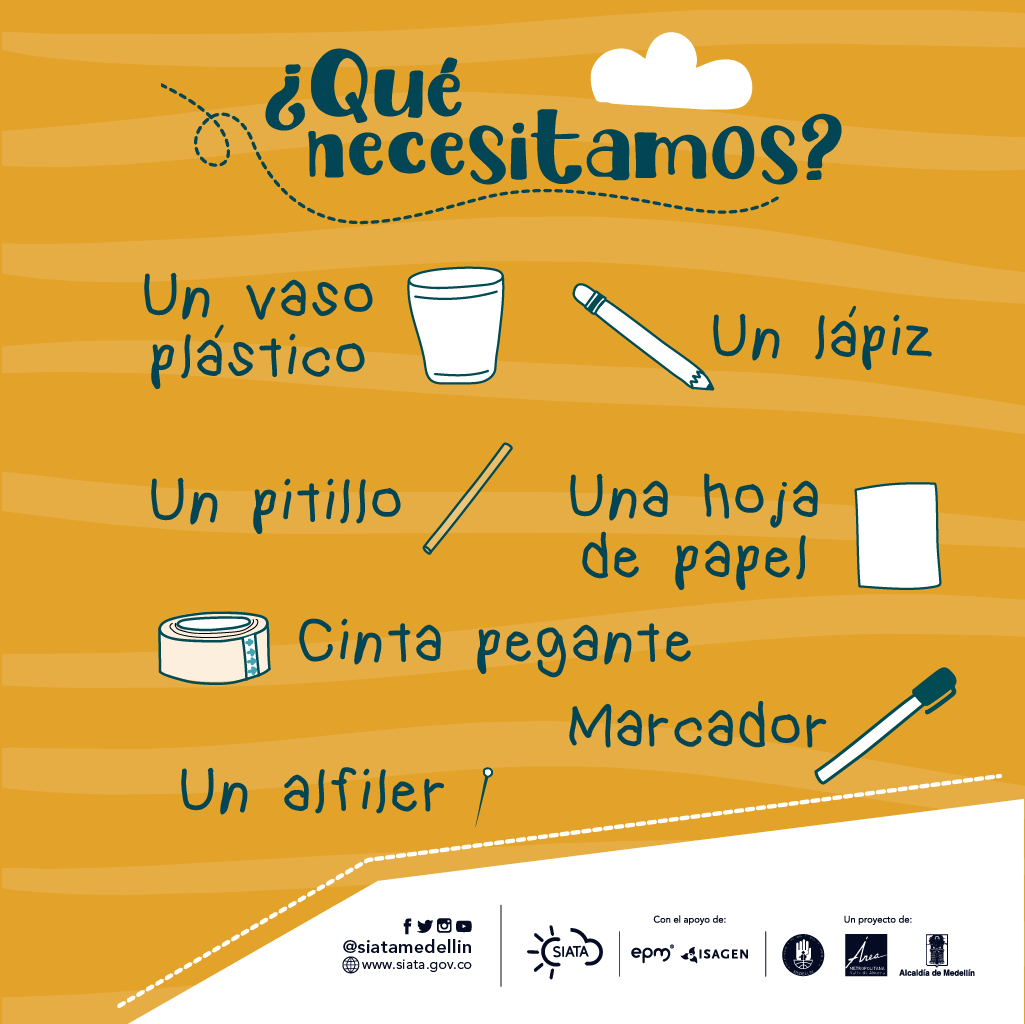 ¿Qué
necesitamos?
Un vaso
plástico
Un lápiz
Un pitillo
Una hoja
de papel
Cinta pegante
Marcador
Un alfiler
@siatamedellin
www.siata.gov.co
SIATA
Con el apoyo de:
epm
ISAGEN
Un proyecto de:
Área
METROPOLITANA
Alcaldía de Medellín